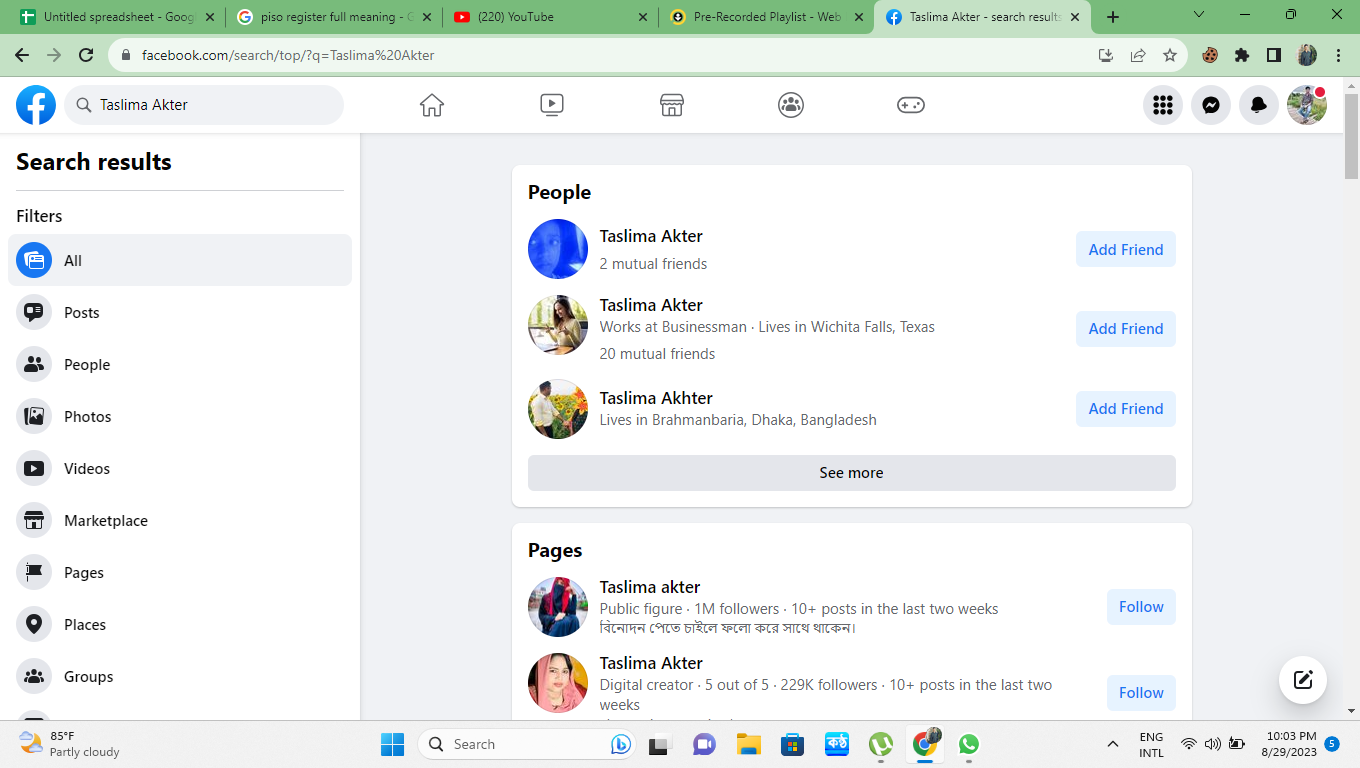 Untitled spreadsheet - Goog
piso register full meaning - G
(220) YouTube
Pre-Recorded Playlist - Web
Taslima Akter - search results
facebook.com/search/top/?q=Taslima%20Akter
Taslima Akter
Search results
Filters
All
Posts
People
Photos
Videos
Marketplace
Pages
Places
Groups
People
Taslima Akter
2 mutual friends
Add Friend
Taslima Akter
Works at Businessman · Lives in Wichita Falls, Texas
20 mutual friends
Add Friend
Taslima Akhter
Lives in Brahmanbaria, Dhaka, Bangladesh
Add Friend
See more
Pages
Taslima akter
Public figure · 1M followers · 10+ posts in the last two weeks
বিনোদন পেতে চাইলে ফলো করে সাথে থাকেন।
Follow
Taslima Akter
Digital creator · 5 out of 5 · 229K followers · 10+ posts in the last two
weeks
Follow
85°F
Partly cloudy
Search
কণ্ঠ
ENG
INTL
10:03 PM
8/29/2023
5